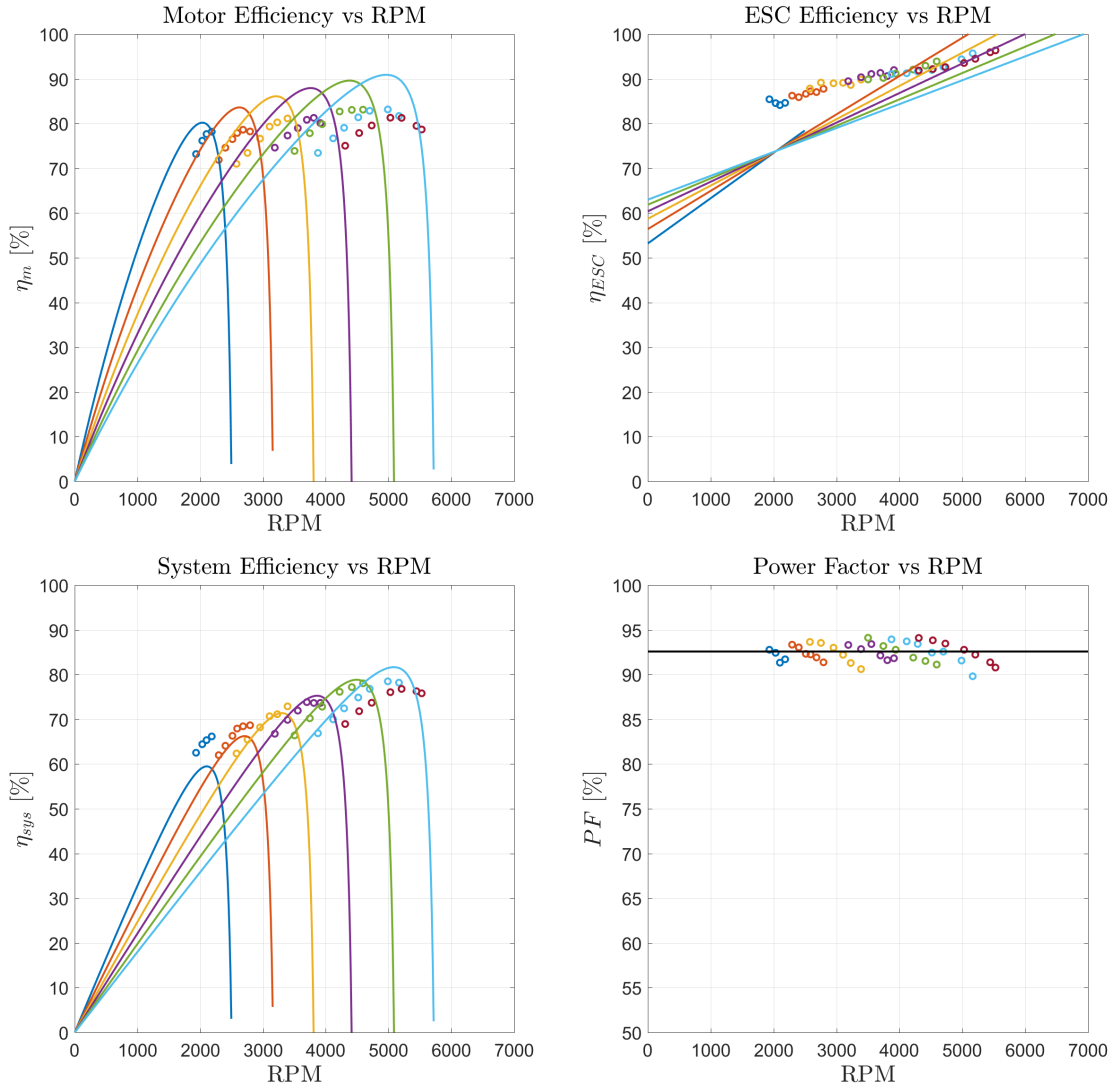 Motor Efficiency vs RPM
100
90
80
70
60
50
40
30
20
10
0
η_m [%]
0 1000 2000 3000 4000 5000 6000 7000
RPM
ESC Efficiency vs RPM
100
90
80
70
60
50
40
30
20
10
0
η_ESC [%]
0 1000 2000 3000 4000 5000 6000 7000
RPM
System Efficiency vs RPM
100
90
80
70
60
50
40
30
20
10
0
η_sys [%]
0 1000 2000 3000 4000 5000 6000 7000
RPM
Power Factor vs RPM
100
95
90
85
80
75
70
65
60
55
50
PF [%]
0 1000 2000 3000 4000 5000 6000 7000
RPM